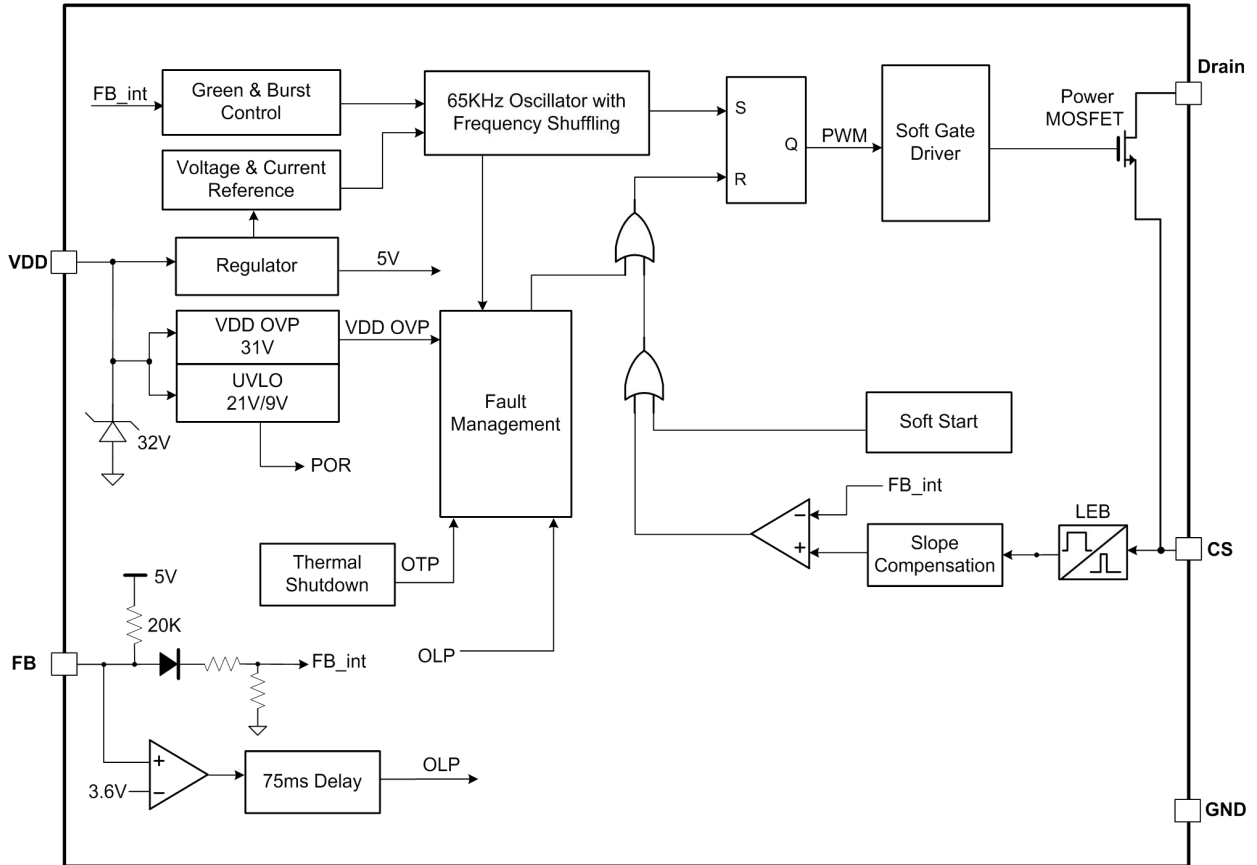 Drain
FB_int
Green & Burst
Control
65KHz Oscillator with
Frequency Shuffling
S
R
Q
PWM
Soft Gate
Driver
Power
MOSFET
Voltage & Current
Reference
VDD
Regulator
5V
VDD OVP
31V
VDD OVP
UVLO
21V/9V
32V
POR
Fault
Management
Soft Start
FB_int
−
+
Slope
Compensation
LEB
CS
Thermal
Shutdown
OTP
5V
20K
FB
FB_int
OLP
+
3.6V
−
75ms Delay
OLP
GND